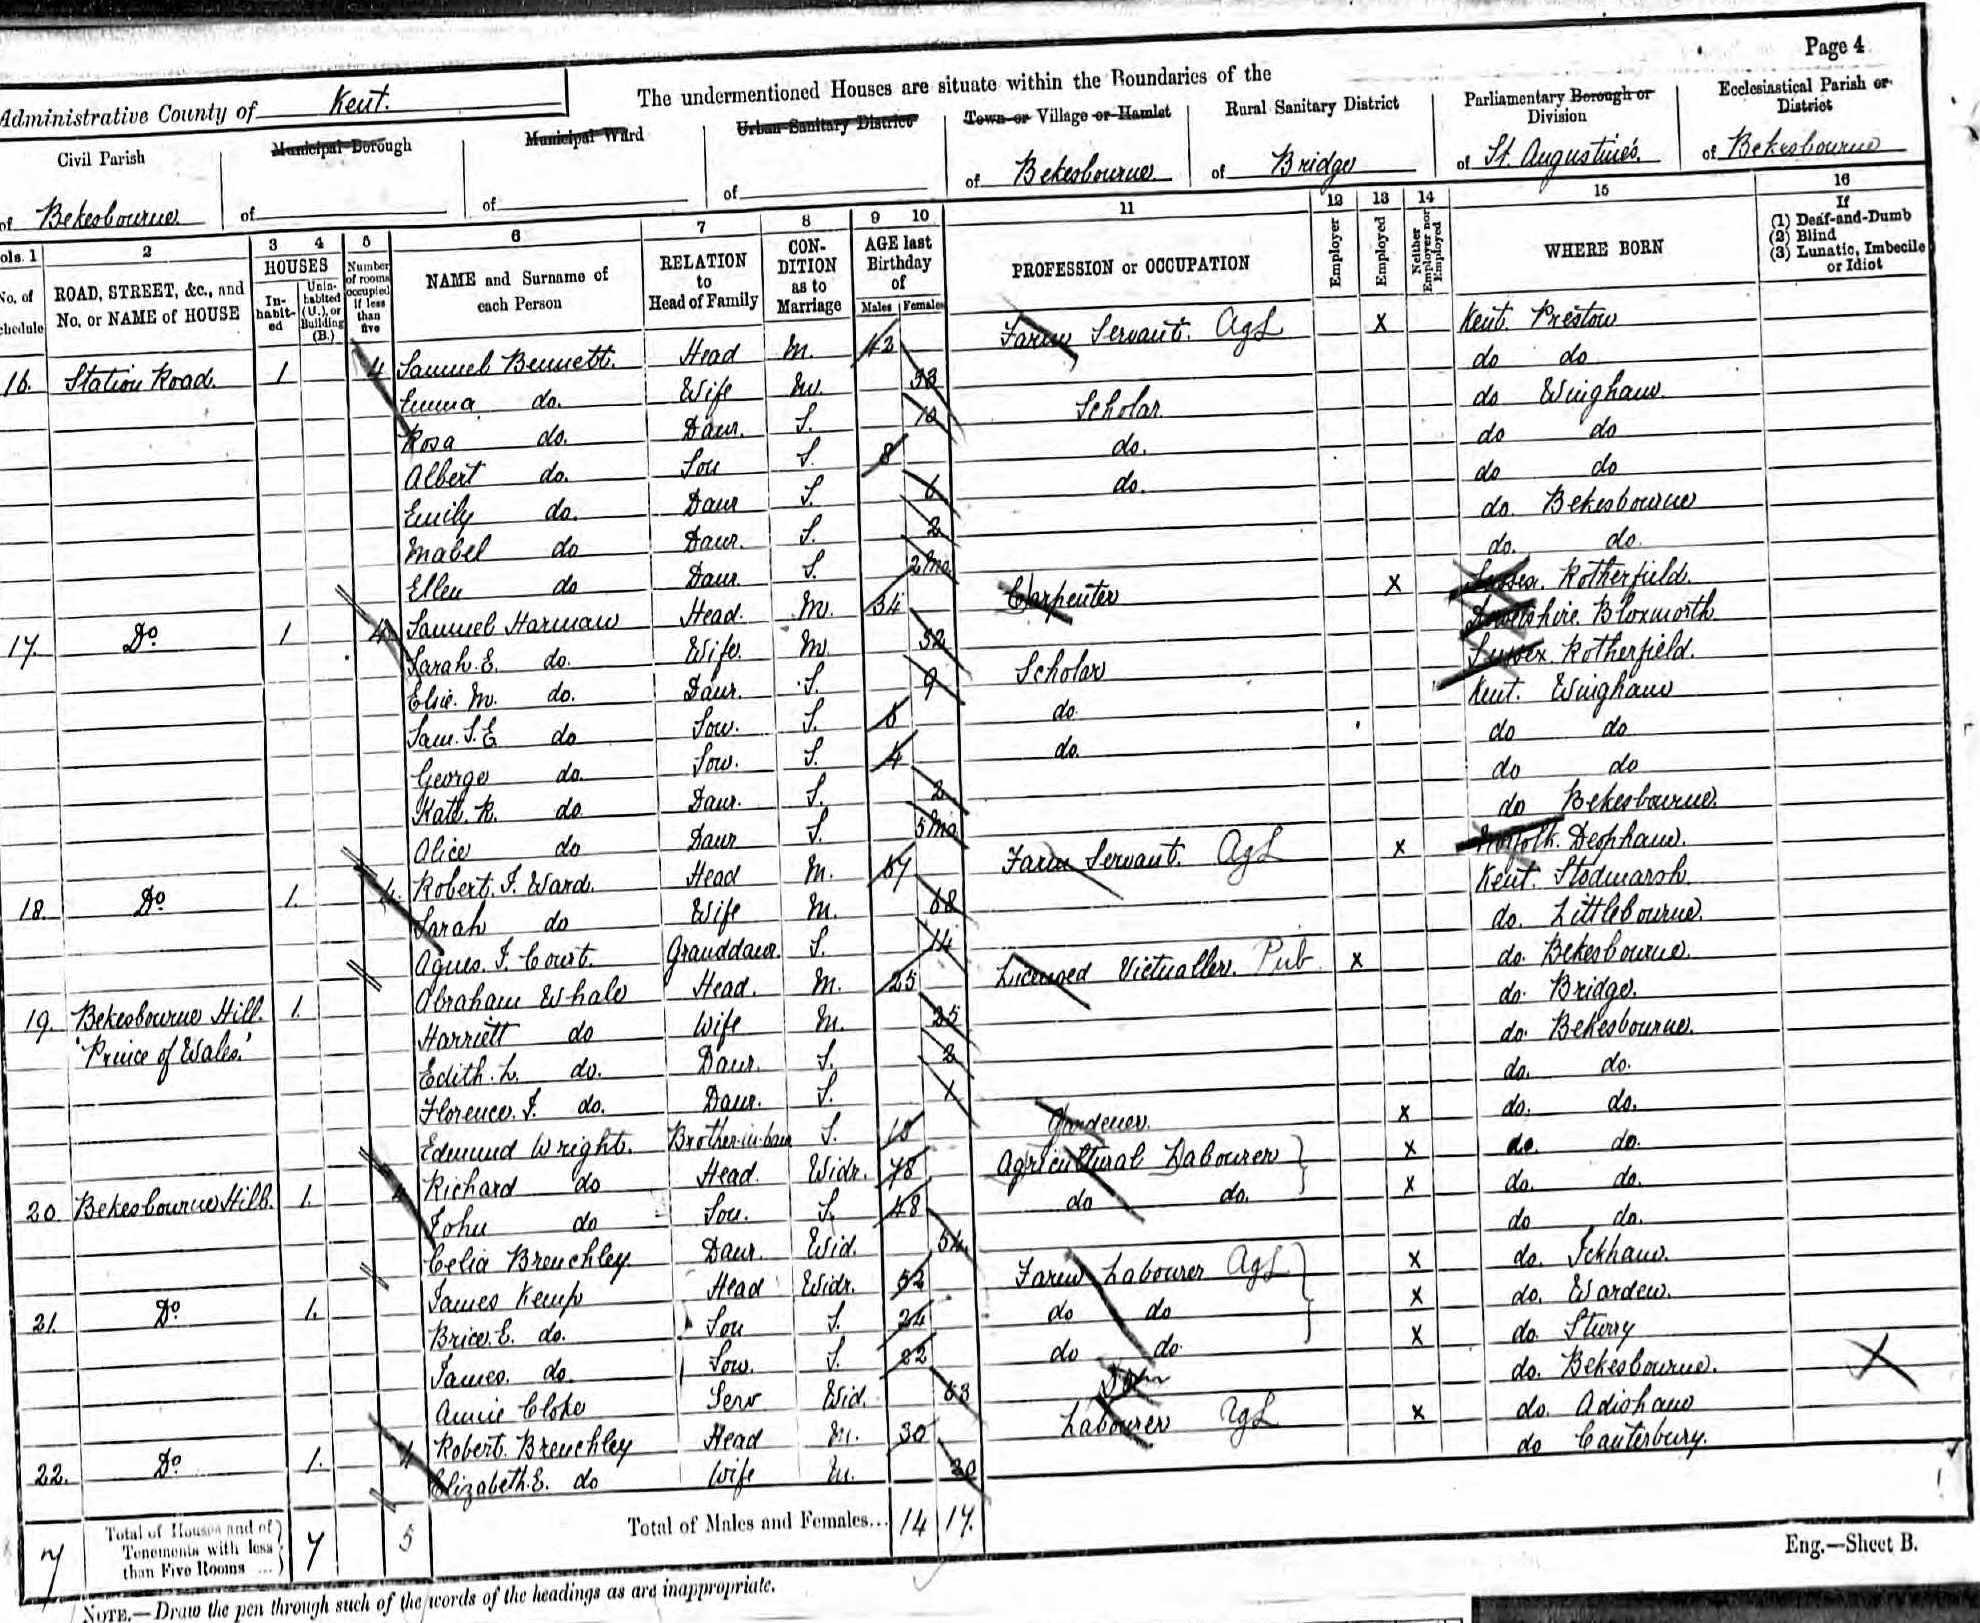 Page 4
Administrative County of Kent.
The undermentioned Houses are situate within the Boundaries of the
Civil Parish of Bekesbourne
Municipal Borough of
Municipal Ward of
Urban Sanitary District of
Town or Village or Hamlet of Bekesbourne
Rural Sanitary District of Bridge
Parliamentary Borough or Division of St. Augustine's.
Ecclesiastical Parish or District of Bekesbourne
ols. 1 2 3 4 5 6 7 8 9 10 11 12 13 14 15 16
No. of chedule
ROAD, STREET, &c., and No. or NAME of HOUSE
HOUSES
In-habit-ed
Unin-habited (U.), or Building (B.)
Number of rooms occupied if less than five
NAME and Surname of each Person
RELATION to Head of Family
CON-DITION as to Marriage
AGE last Birthday of
Males Females
PROFESSION or OCCUPATION
Employer
Employed
Neither Employer nor Employed
WHERE BORN
If (1) Deaf-and-Dumb (2) Blind (3) Lunatic, Imbecile or Idiot
16. Station Road. 1 4 Samuel Bennett. Head M. 42 Farm Servant. AgL X Kent Preston
Emma do. Wife M. do do
Rosa do. Daur. S. 10 Scholar do Wingham
Albert do. Son S. 8 do. do do
Emily do. Daur S. 6 do. do do
Mabel do Daur. S. 2 do. Bekesbourne
Ellen do Daur. S. 2 Mo do. do.
17. Do 1 4 Samuel Harman Head. M. 34 Carpenter X Sussex. Rotherfield.
Sarah. E. do. Wife. M 32 Bloxmorth
Elsie. M. do. Daur. S. 9 Scholar Sussex. Rotherfield.
Sam. S. E do Son. S. 6 do Kent. Wingham
George do. Son. S. 4 do. do do
Kate. R. do. Daur. S. 2 do do
Alice do Daur S. 5 Mo do Bekesbourne.
18. Do 1. 4 Robert. J. Ward. Head M. 67 Farm Servant. AgL X Norfolk. Deopham.
Sarah do Wife M. 68 Kent. Stodmarsh.
Agnes. J. Court. Granddaur. S. 14 do. Littlebourne.
19. Bekesbourne Hill. 1. Abraham Whale Head. M. 25 Licensed Victualler. Pub X do. Bekesbourne.
'Prince of Wales.' Harriett do Wife M. 25 do. Bridge.
Edith. L. do. Daur. S. 2 do. Bekesbourne.
Florence. J. do. Daur. S. 1 do. do.
Edmund Wright. Brother-in-law S. 18 Gardener. X do. do.
20. Bekesbourne Hill. 1. Richard do Head. Widr. 78 Agricultural Labourer X do. do.
John do Son. S. 48 do do. X do. do.
Celia Brenchley. Daur. Wid. 34. do do.
21. Do 1. James Kemp Head Widr. 52 Farm Labourer AgL X do. Ickham.
Brice. E. do. Son S. 24 do do X do. Warden.
James. do. Son. S. 22 do do. X do. Sturry
Annie Cloke Serv Wid. 63 Dom do. Bekesbourne.
22. Do 1. 4 Robert. Brenchley Head M. 30 Labourer AgL X do. Adisham
Elizabeth. E. do Wife M. 30 do Canterbury.
7 Total of Houses and of Tenements with less than Five Rooms ... 7 5
Total of Males and Females... 14 17.
Eng.—Sheet B.
NOTE.—Draw the pen through such of the words of the headings as are inappropriate.